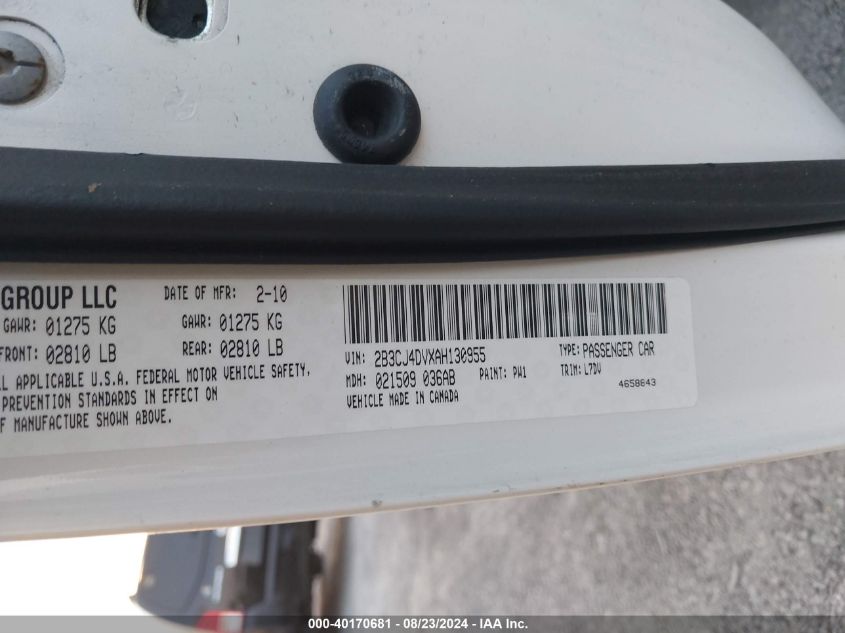 GROUP LLC DATE OF MFR: 2-10
GAWR: 01275 KG GAWR: 01275 KG
FRONT: 02810 LB REAR: 02810 LB
L APPLICABLE U.S.A. FEDERAL MOTOR VEHICLE SAFETY,
PREVENTION STANDARDS IN EFFECT ON
F MANUFACTURE SHOWN ABOVE.
VIN: 2B3CJ4DVXAH130955 TYPE: PASSENGER CAR
MDH: 021509 036AB PAINT: PW1 TRIM: L7DV
VEHICLE MADE IN CANADA 4658643
000-40170681 - 08/23/2024 - IAA Inc.